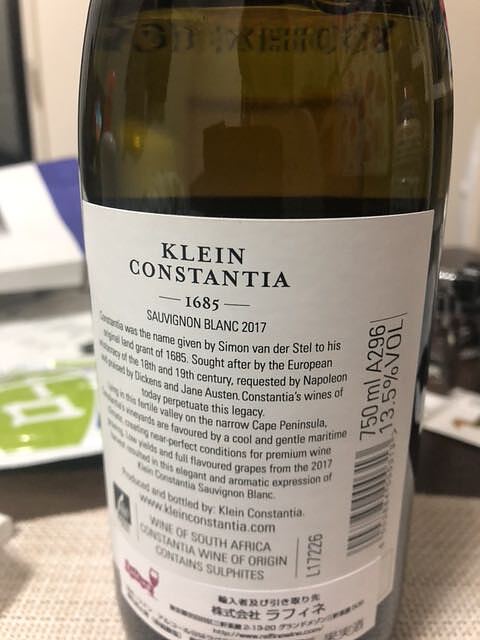 KLEIN
CONSTANTIA
1685
SAUVIGNON BLANC 2017
Constantia was the name given by Simon van der Stel to his
original land grant of 1685. Sought after by the European
aristocracy of the 18th and 19th century, requested by Napoleon
and praised by Dickens and Jane Austen. Constantia's wines of
today perpetuate this legacy.
Lying in this fertile valley on the narrow Cape Peninsula,
Constantia's vineyards are favoured by a cool and gentle maritime
climate, creating near-perfect conditions for premium wine
Low yields and full flavoured grapes from the 2017
resulted in this elegant and aromatic expression of
Klein Constantia Sauvignon Blanc.
Produced and bottled by: Klein Constantia.
www.kleinconstantia.com
WINE OF SOUTH AFRICA
CONSTANTIA WINE OF ORIGIN
CONTAINS SULPHITES
L17226
750 ml A296
13.5%VOL
輸入者及び引き取り先
株式会社 ラフィネ
果実酒